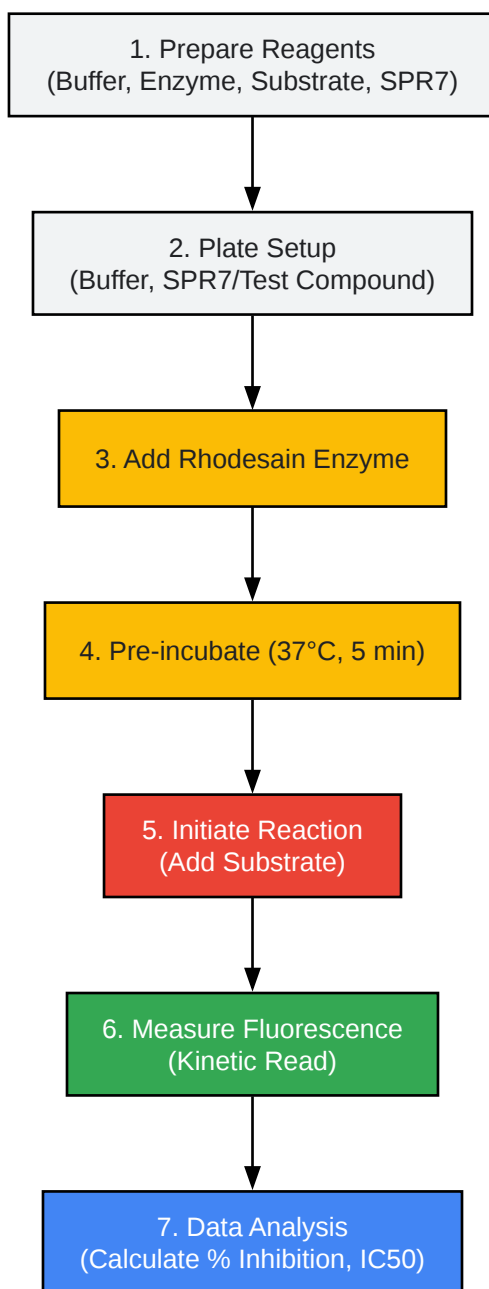 1. Prepare Reagents
(Buffer, Enzyme, Substrate, SPR7)
2. Plate Setup
(Buffer, SPR7/Test Compound)
3. Add Rhodesain Enzyme
4. Pre-incubate (37°C, 5 min)
5. Initiate Reaction
(Add Substrate)
6. Measure Fluorescence
(Kinetic Read)
7. Data Analysis
(Calculate % Inhibition, IC50)